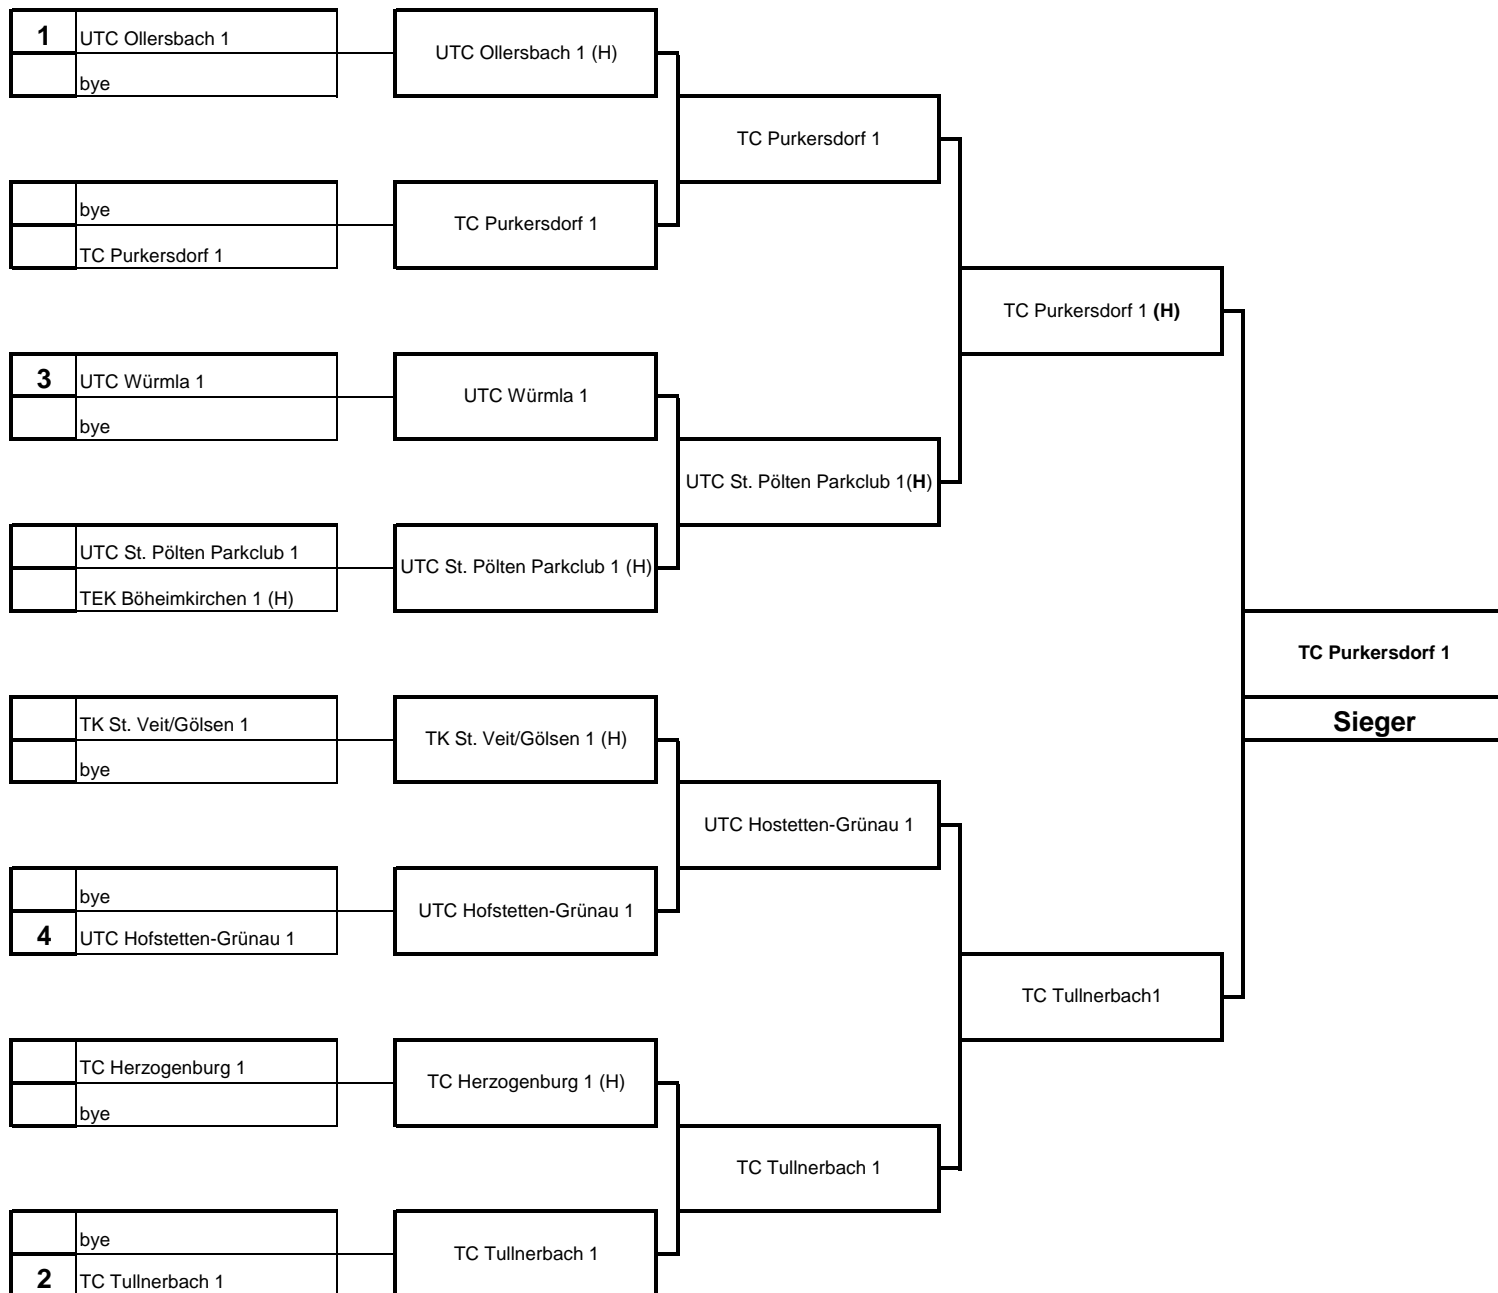 1
UTC Ollersbach 1
bye
bye
TC Purkersdorf 1
3
UTC Würmla 1
bye
UTC St. Pölten Parkclub 1
TEK Böheimkirchen 1 (H)
TK St. Veit/Gölsen 1
bye
bye
4
UTC Hofstetten-Grünau 1
TC Herzogenburg 1
bye
bye
2
TC Tullnerbach 1
UTC Ollersbach 1 (H)
TC Purkersdorf 1
UTC Würmla 1
UTC St. Pölten Parkclub 1 (H)
TK St. Veit/Gölsen 1 (H)
UTC Hofstetten-Grünau 1
TC Herzogenburg 1 (H)
TC Tullnerbach 1
TC Purkersdorf 1
UTC St. Pölten Parkclub 1(H)
UTC Hostetten-Grünau 1
TC Tullnerbach 1
TC Purkersdorf 1 (H)
TC Tullnerbach1
TC Purkersdorf 1
Sieger